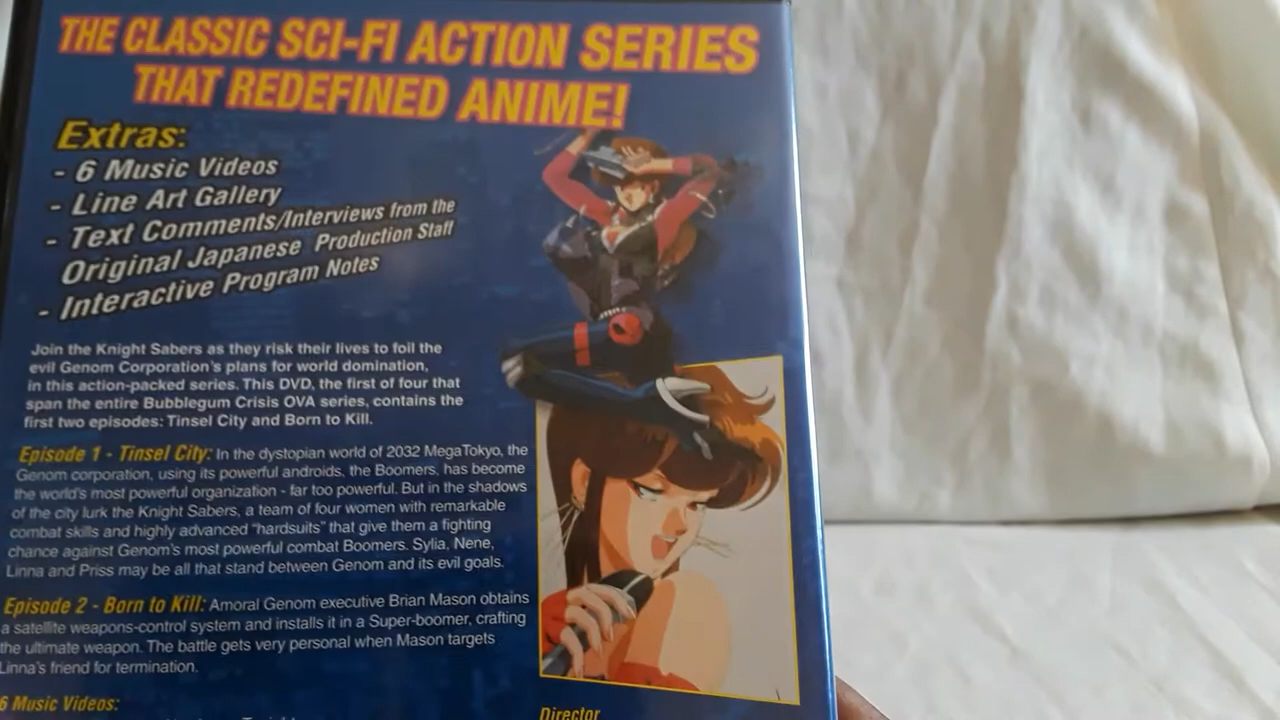 THE CLASSIC SCI-FI ACTION SERIES
THAT REDEFINED ANIME!
Extras:
- 6 Music Videos
- Line Art Gallery
- Text Comments/Interviews from the
Original Japanese Production Staff
- Interactive Program Notes
Join the Knight Sabers as they risk their lives to foil the
evil Genom Corporation's plans for world domination,
in this action-packed series. This DVD, the first of four that
span the entire Bubblegum Crisis OVA series, contains the
first two episodes: Tinsel City and Born to Kill.
Episode 1 - Tinsel City: In the dystopian world of 2032 MegaTokyo, the
Genom corporation, using its powerful androids, the Boomers, has become
the world's most powerful organization - far too powerful. But in the shadows
of the city lurk the Knight Sabers, a team of four women with remarkable
combat skills and highly advanced "hardsuits" that give them a fighting
chance against Genom's most powerful combat Boomers. Sylia, Nene,
Linna and Priss may be all that stand between Genom and its evil goals.
Episode 2 - Born to Kill: Amoral Genom executive Brian Mason obtains
a satellite weapons-control system and installs it in a Super-boomer, crafting
the ultimate weapon. The battle gets very personal when Mason targets
Linna's friend for termination.
6 Music Videos:
Director